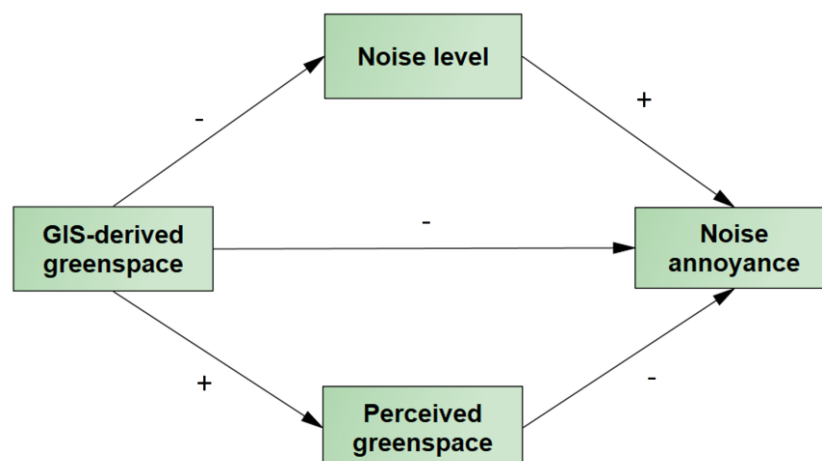 Noise level
-
+
GIS-derived
greenspace
-
Noise
annoyance
+
-
Perceived
greenspace